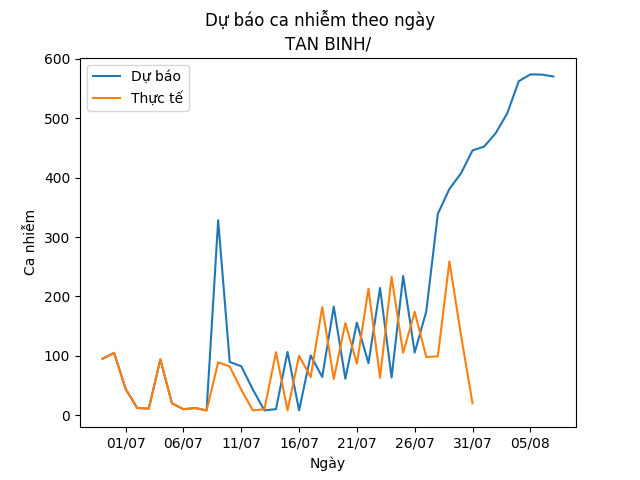 Dự báo ca nhiễm theo ngày
TAN BINH/
Dự báo
Thực tế
Ca nhiễm
600
500
400
300
200
100
0
01/07 06/07 11/07 16/07 21/07 26/07 31/07 05/08
Ngày